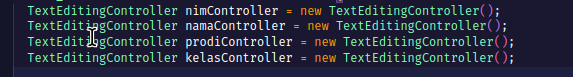 TextEditingController nimController = new TextEditingController();
TextEditingController namaController = new TextEditingController();
TextEditingController prodiController = new TextEditingController();
TextEditingController kelasController = new TextEditingController();